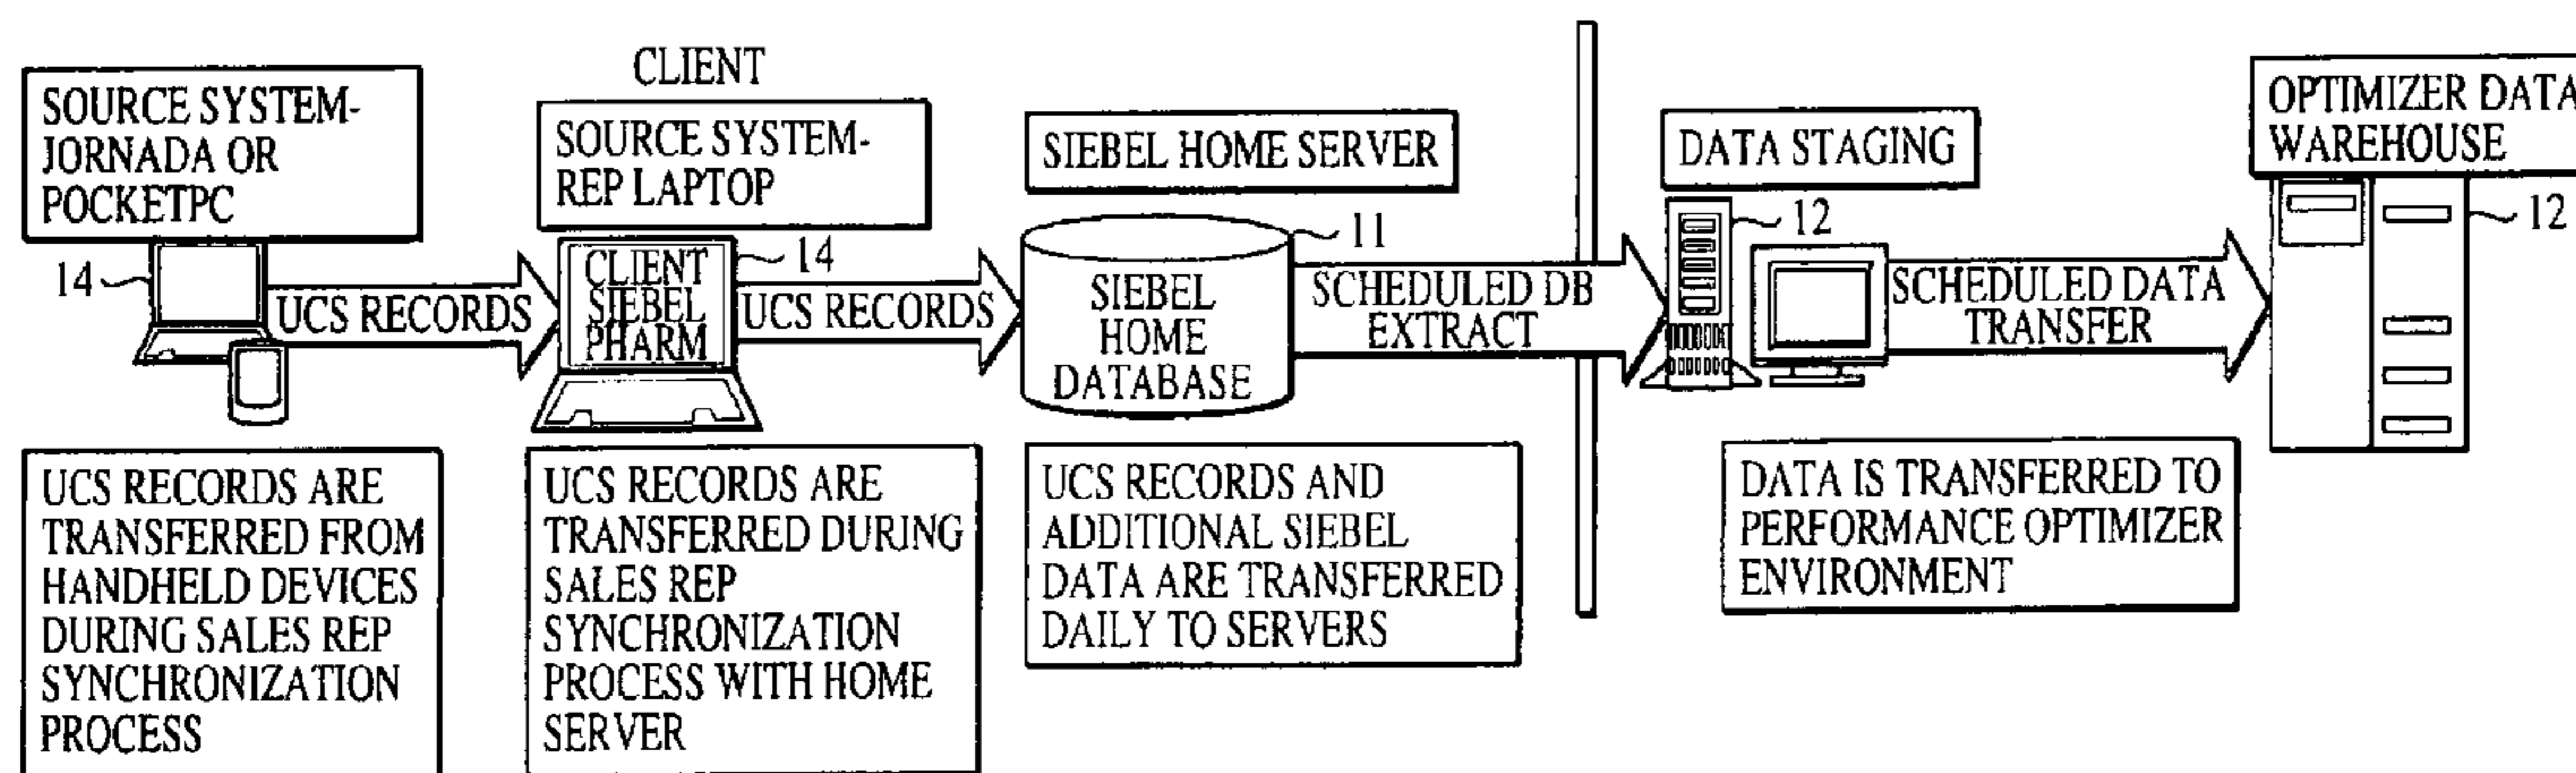 CLIENT
SOURCE SYSTEM-
JORNADA OR
POCKETPC
SOURCE SYSTEM-
REP LAPTOP
SIEBEL HOME SERVER
DATA STAGING
OPTIMIZER DATA
WAREHOUSE
14
UCS RECORDS
CLIENT
SIEBEL
PHARM
14
UCS RECORDS
SIEBEL
HOME
DATABASE
11
SCHEDULED DB
EXTRACT
12
SCHEDULED DATA
TRANSFER
12
UCS RECORDS ARE
TRANSFERRED FROM
HANDHELD DEVICES
DURING SALES REP
SYNCHRONIZATION
PROCESS
UCS RECORDS ARE
TRANSFERRED DURING
SALES REP
SYNCHRONIZATION
PROCESS WITH HOME
SERVER
UCS RECORDS AND
ADDITIONAL SIEBEL
DATA ARE TRANSFERRED
DAILY TO SERVERS
DATA IS TRANSFERRED TO
PERFORMANCE OPTIMIZER
ENVIRONMENT